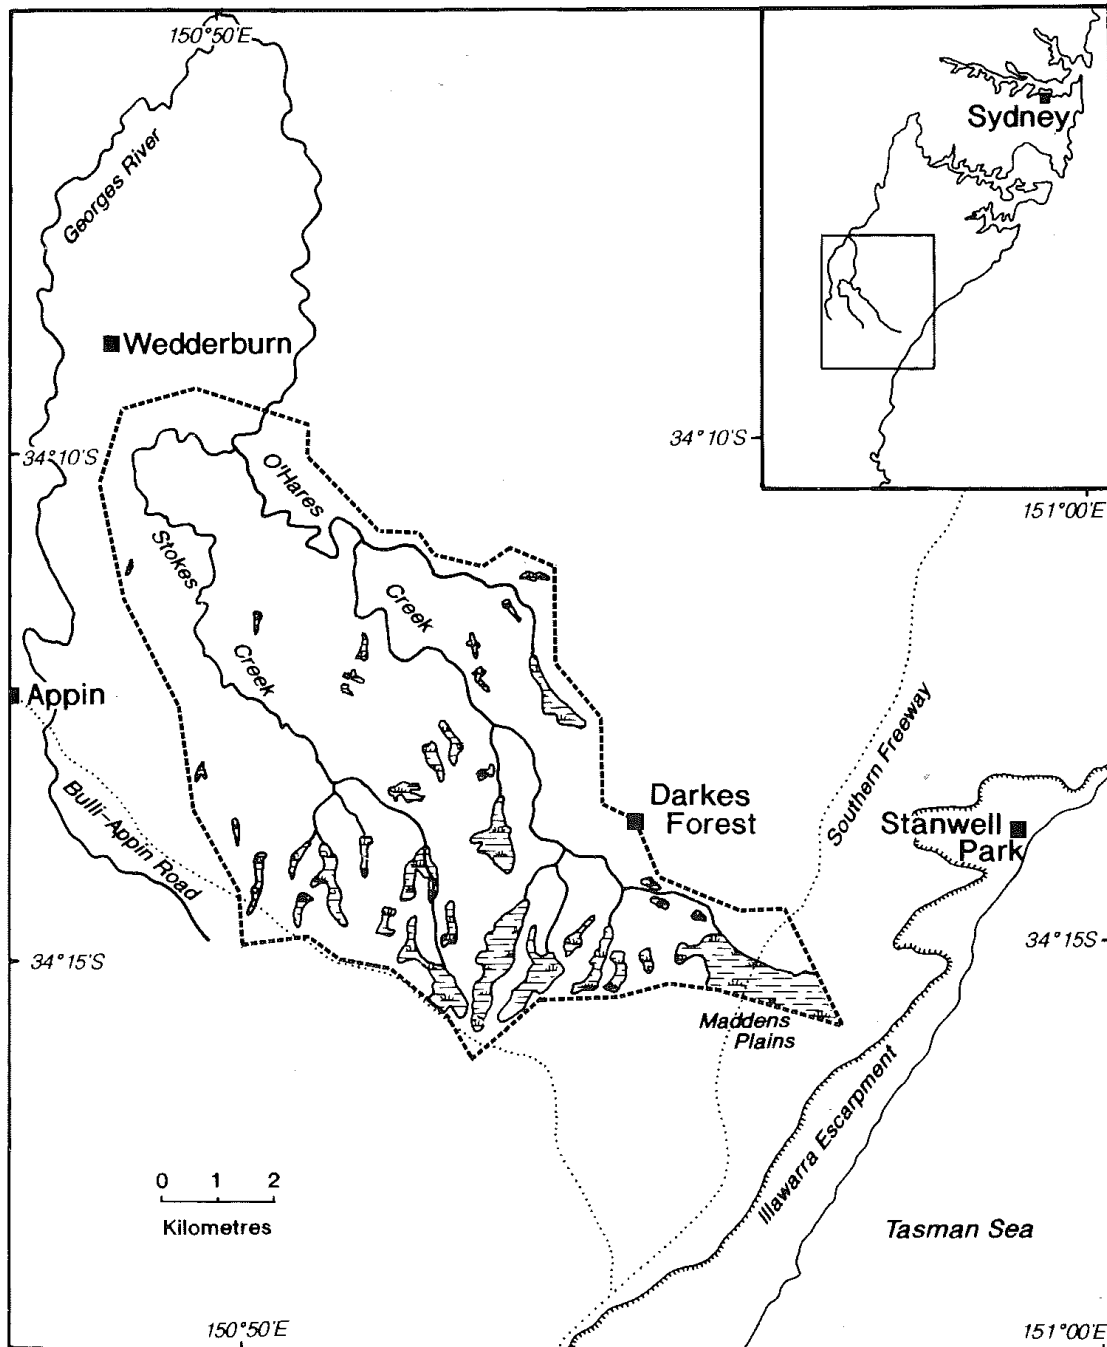 150°50'E
Georges River
Sydney
Wedderburn
34°10'S
34°10'S
O'Hares
Creek
151°00'E
Stokes
Creek
Appin
Bulli-Appin Road
Darkes
Forest
Southern Freeway
Stanwell
Park
34°15'S
34°15'S
Maddens
Plains
Illawarra Escarpment
0 1 2
Kilometres
Tasman Sea
150°50'E
151°00'E